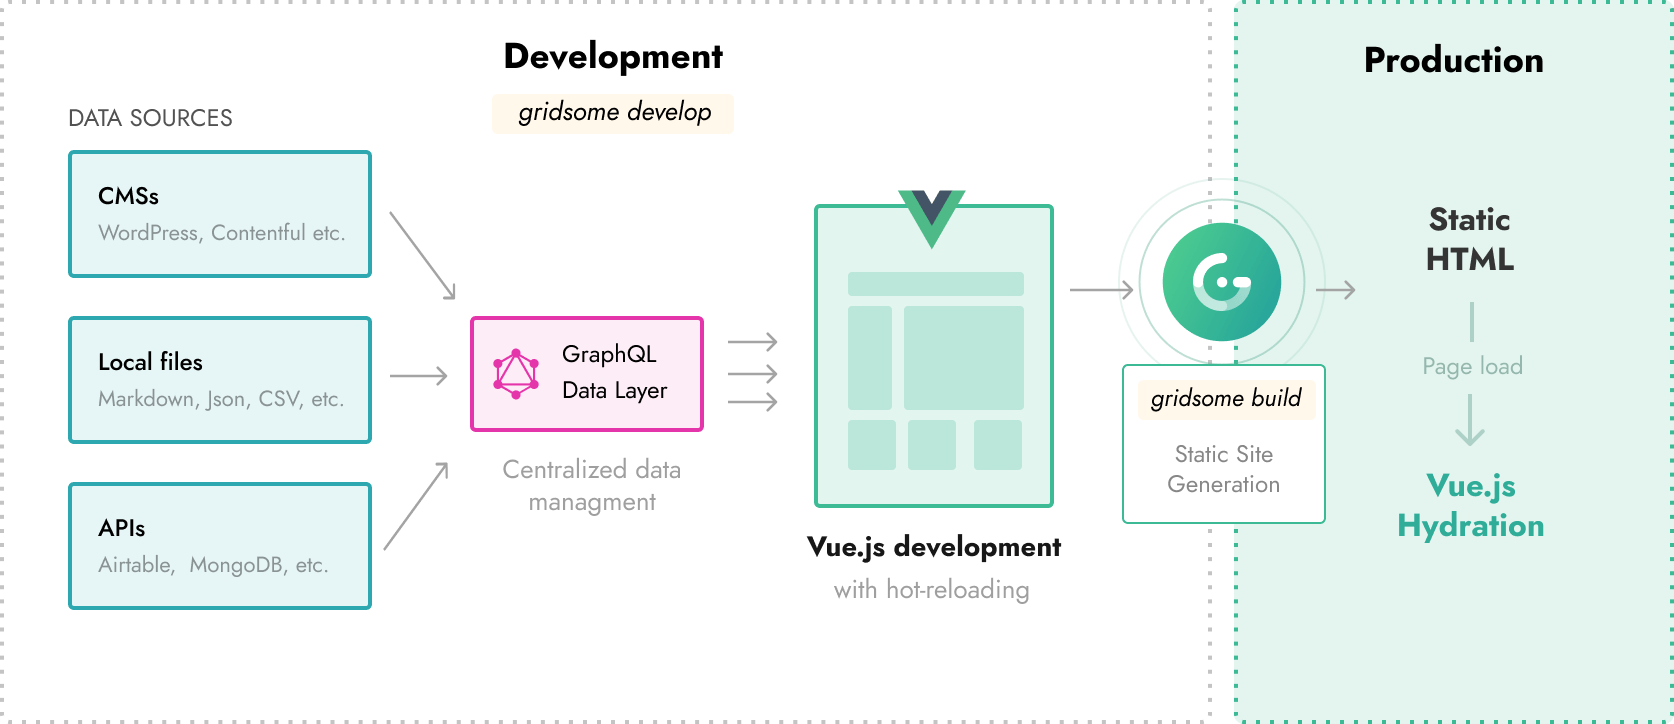 Development
gridsome develop
DATA SOURCES
CMSs
WordPress, Contentful etc.
Local files
Markdown, Json, CSV, etc.
APIs
Airtable, MongoDB, etc.
GraphQL
Data Layer
Centralized data
managment
Vue.js development
with hot-reloading
gridsome build
Static Site
Generation
Production
Static
HTML
Page load
Vue.js
Hydration